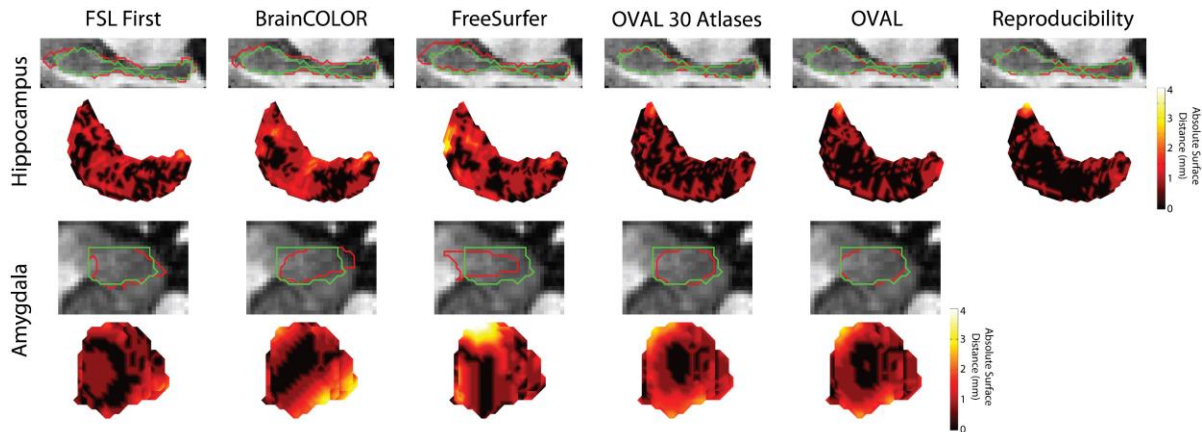 FSL First
BrainCOLOR
FreeSurfer
OVAL 30 Atlases
OVAL
Reproducibility
Hippocampus
4
3
2
1
0
Absolute Surface
Distance (mm)
Amygdala
4
3
2
1
0
Absolute Surface
Distance (mm)